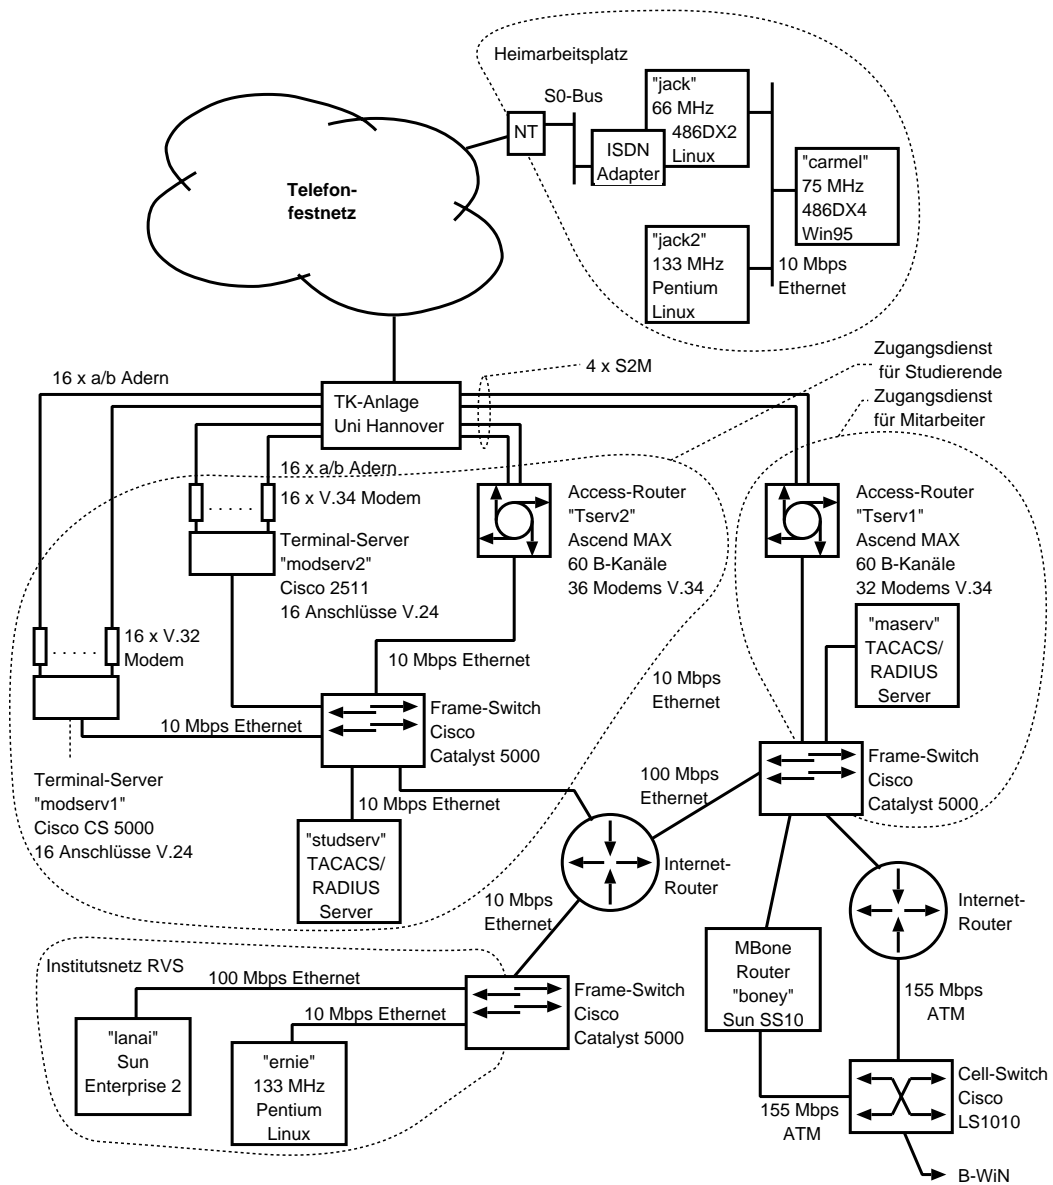 Heimarbeitsplatz
S0-Bus
"jack"
66 MHz
486DX2
Linux
NT
ISDN
Adapter
"carmel"
75 MHz
486DX4
Win95
Telefon-
festnetz
"jack2"
133 MHz
Pentium
Linux
10 Mbps
Ethernet
Zugangsdienst
für Studierende
Zugangsdienst
für Mitarbeiter
4 x S2M
16 x a/b Adern
TK-Anlage
Uni Hannover
16 x a/b Adern
16 x V.34 Modem
Terminal-Server
"modserv2"
Cisco 2511
16 Anschlüsse V.24
Access-Router
"Tserv2"
Ascend MAX
60 B-Kanäle
36 Modems V.34
Access-Router
"Tserv1"
Ascend MAX
60 B-Kanäle
32 Modems V.34
"maserv"
TACACS/
RADIUS
Server
16 x V.32
Modem
10 Mbps Ethernet
10 Mbps
Ethernet
10 Mbps Ethernet
Frame-Switch
Cisco
Catalyst 5000
Terminal-Server
"modserv1"
Cisco CS 5000
16 Anschlüsse V.24
10 Mbps Ethernet
"studserv"
TACACS/
RADIUS
Server
100 Mbps
Ethernet
Frame-Switch
Cisco
Catalyst 5000
Internet-
Router
10 Mbps
Ethernet
Internet-
Router
MBone
Router
"boney"
Sun SS10
155 Mbps
ATM
Institutsnetz RVS
100 Mbps Ethernet
10 Mbps Ethernet
Frame-Switch
Cisco
Catalyst 5000
"lanai"
Sun
Enterprise 2
"ernie"
133 MHz
Pentium
Linux
155 Mbps
ATM
Cell-Switch
Cisco
LS1010
B-WiN